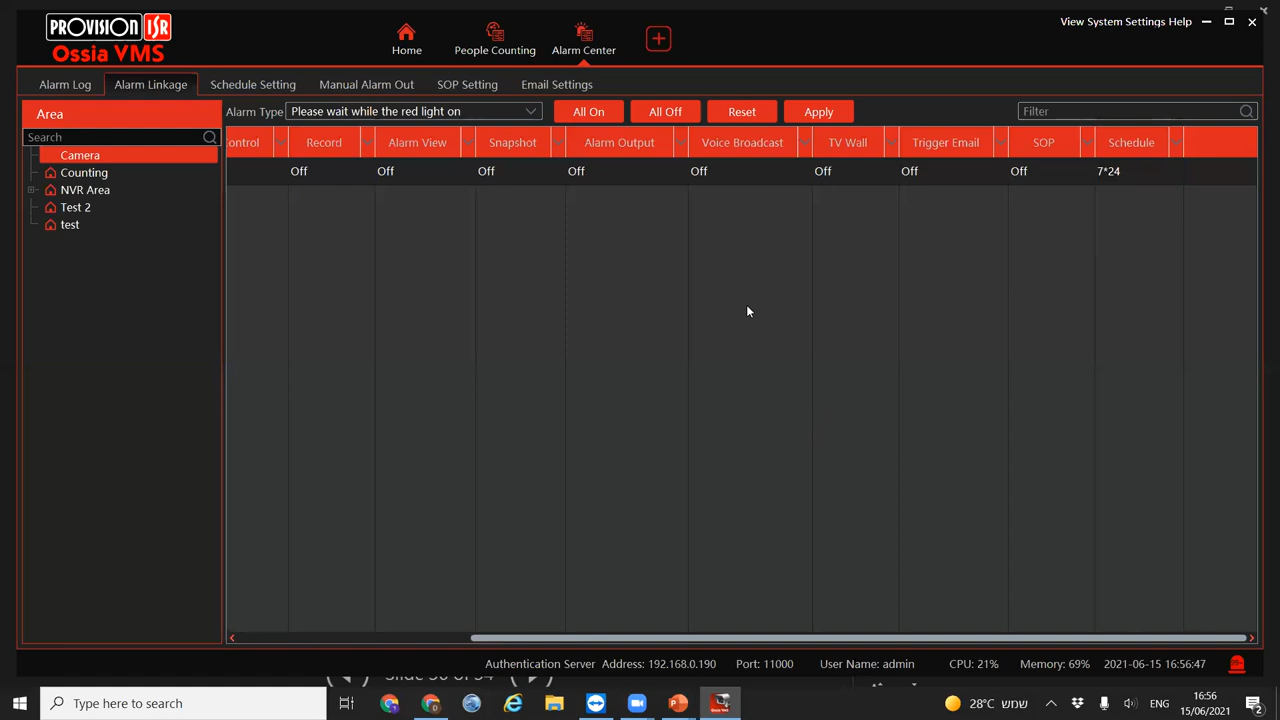 PROVISION ISR
Ossia VMS
Home
People Counting
Alarm Center
View System Settings Help
Alarm Log
Alarm Linkage
Schedule Setting
Manual Alarm Out
SOP Setting
Email Settings
Area
Search
Camera
Counting
NVR Area
Test 2
test
Alarm Type
Please wait while the red light on
All On
All Off
Reset
Apply
Filter
ontrol
Record
Alarm View
Snapshot
Alarm Output
Voice Broadcast
TV Wall
Trigger Email
SOP
Schedule
Off
Off
Off
Off
Off
Off
Off
Off
7*24
Authentication Server
Address: 192.168.0.190
Port: 11000
User Name: admin
CPU: 21%
Memory: 69%
2021-06-15 16:56:47
Type here to search
28°C
שמש
ENG
16:56
15/06/2021
2